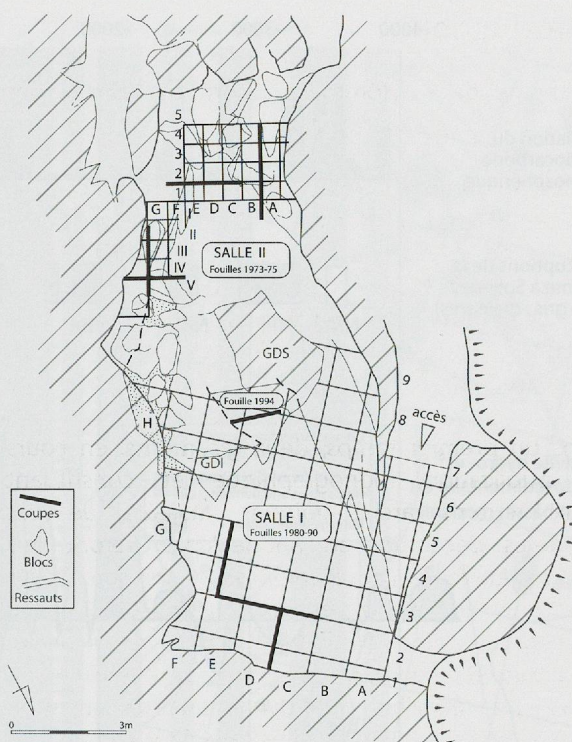 5
4
3
2
1
G F E D C B A
II
III
IV
V
SALLE II
Fouilles 1973-75
GDS
Fouille 1994
9
8
accès
H
GDI
I
7
6
5
4
3
2
1
SALLE I
Fouilles 1980-90
G
F E D C B A
Coupes
Blocs
Ressauts
0 3m